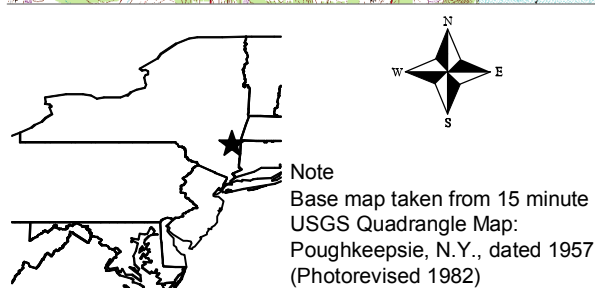 N
W E
S
Note
Base map taken from 15 minute
USGS Quadrangle Map:
Poughkeepsie, N.Y., dated 1957
(Photorevised 1982)